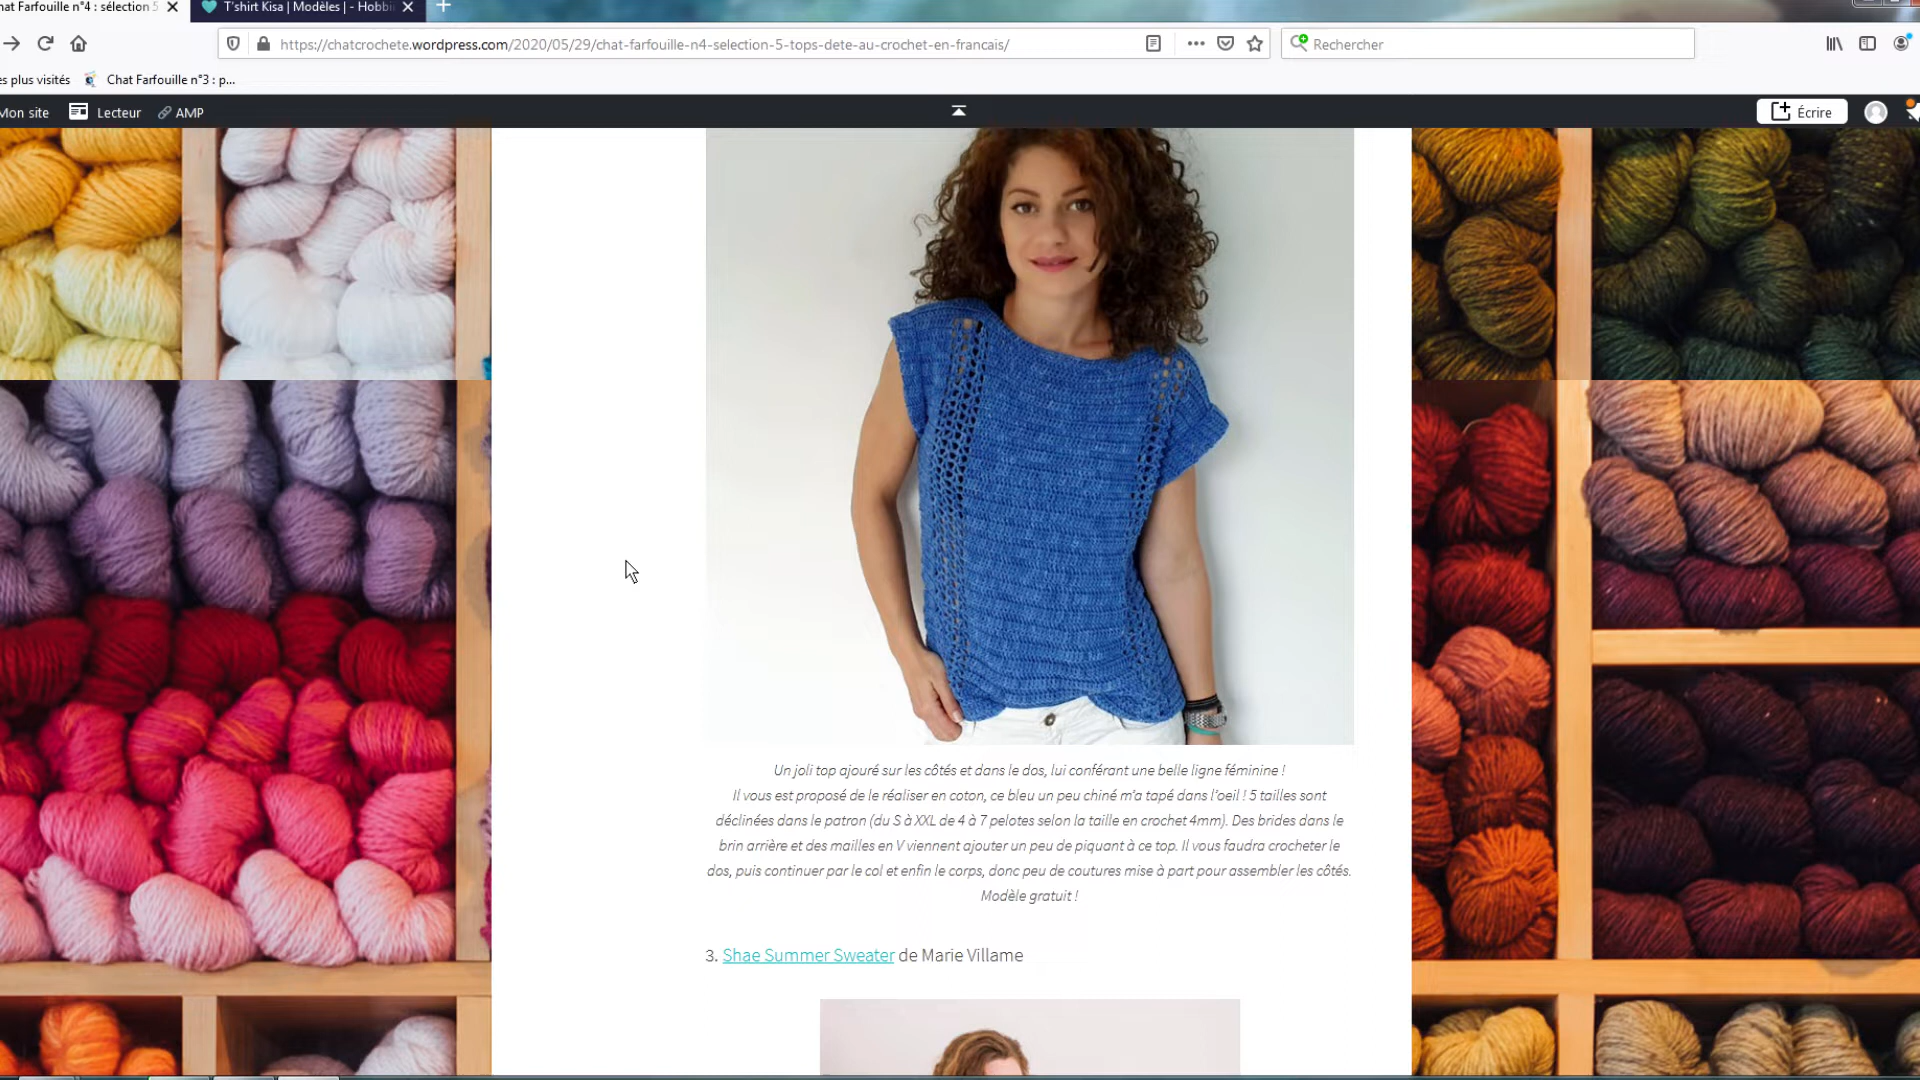 hat Farfouille n°4 : sélection 5
T'shirt Kisa | Modèles | - Hobbi
https://chatcrochete.wordpress.com/2020/05/29/chat-farfouille-n4-selection-5-tops-dete-au-crochet-en-francais/
Rechercher
es plus visités
Chat Farfouille n°3 : p...
Mon site
Lecteur
AMP
Écrire
Un joli top ajouré sur les côtés et dans le dos, lui conférant une belle ligne féminine !
Il vous est proposé de le réaliser en coton, ce bleu un peu chiné m'a tapé dans l'oeil ! 5 tailles sont
déclinées dans le patron (du S à XXL de 4 à 7 pelotes selon la taille en crochet 4mm). Des brides dans le
brin arrière et des mailles en V viennent ajouter un peu de piquant à ce top. Il vous faudra crocheter le
dos, puis continuer par le col et enfin le corps, donc peu de coutures mise à part pour assembler les côtés.
Modèle gratuit !
3. Shae Summer Sweater de Marie Villame